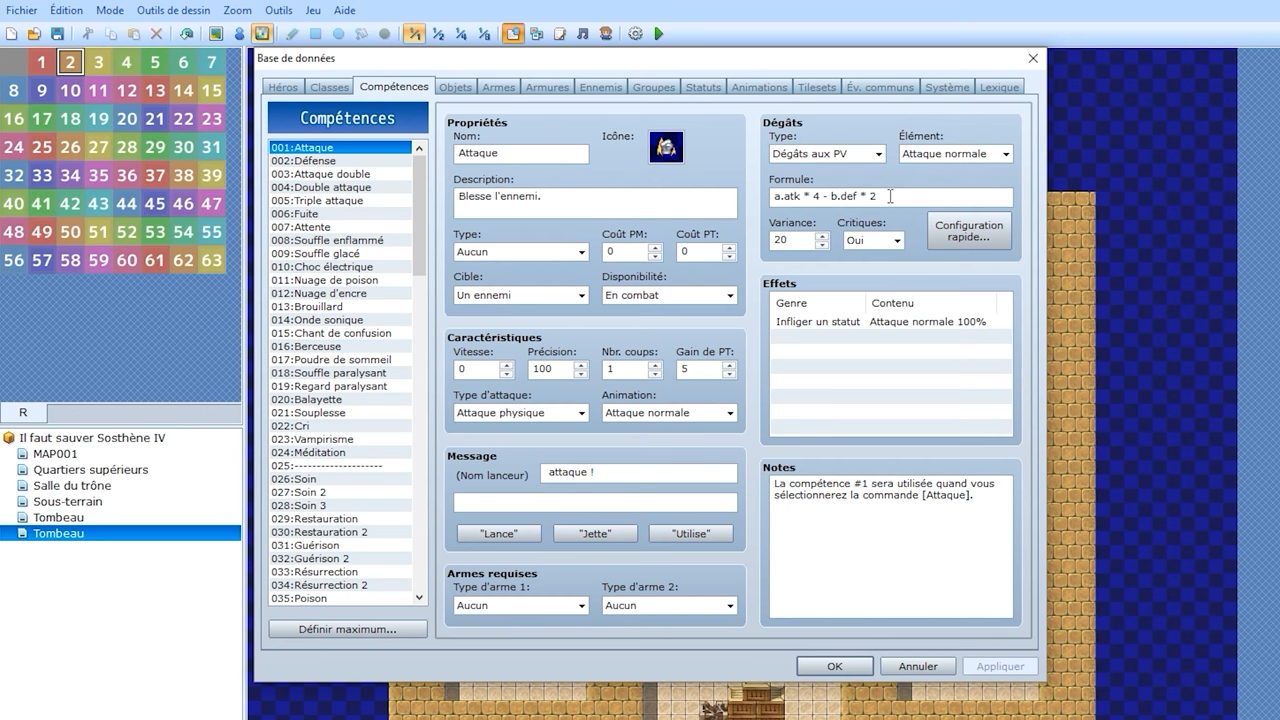 Fichier Édition Mode Outils de dessin Zoom Outils Jeu Aide
1/1 1/2 1/4 1/8
Base de données
Héros Classes Compétences Objets Armes Armures Ennemis Groupes Statuts Animations Tilesets Év. communs Système Lexique
1 2 3 4 5 6 7
8 9 10 11 12 13 14 15
16 17 18 19 20 21 22 23
24 25 26 27 28 29 30 31
32 33 34 35 36 37 38 39
40 41 42 43 44 45 46 47
48 49 50 51 52 53 54 55
56 57 58 59 60 61 62 63
R
Il faut sauver Sosthène IV
MAP001
Quartiers supérieurs
Salle du trône
Sous-terrain
Tombeau
Tombeau
Compétences
001:Attaque
002:Défense
003:Attaque double
004:Double attaque
005:Triple attaque
006:Fuite
007:Attente
008:Souffle enflammé
009:Souffle glacé
010:Choc électrique
011:Nuage de poison
012:Nuage d'encre
013:Brouillard
014:Onde sonique
015:Chant de confusion
016:Berceuse
017:Poudre de sommeil
018:Souffle paralysant
019:Regard paralysant
020:Balayette
021:Souplesse
022:Cri
023:Vampirisme
024:Méditation
025:--------------------
026:Soin
027:Soin 2
028:Soin 3
029:Restauration
030:Restauration 2
031:Guérison
032:Guérison 2
033:Résurrection
034:Résurrection 2
035:Poison
Définir maximum...
Propriétés
Nom: Icône:
Attaque
Description:
Blesse l'ennemi.
Type: Coût PM: Coût PT:
Aucun 0 0
Cible: Disponibilité:
Un ennemi En combat
Caractéristiques
Vitesse: Précision: Nbr. coups: Gain de PT:
0 100 1 5
Type d'attaque: Animation:
Attaque physique Attaque normale
Message
(Nom lanceur) attaque !
"Lance" "Jette" "Utilise"
Armes requises
Type d'arme 1: Type d'arme 2:
Aucun Aucun
Dégâts
Type: Élément:
Dégâts aux PV Attaque normale
Formule:
a.atk * 4 - b.def * 2
Variance: Critiques:
20 Oui
Configuration
rapide...
Effets
Genre Contenu
Infliger un statut Attaque normale 100%
Notes
La compétence #1 sera utilisée quand vous
sélectionnerez la commande [Attaque].
OK Annuler Appliquer